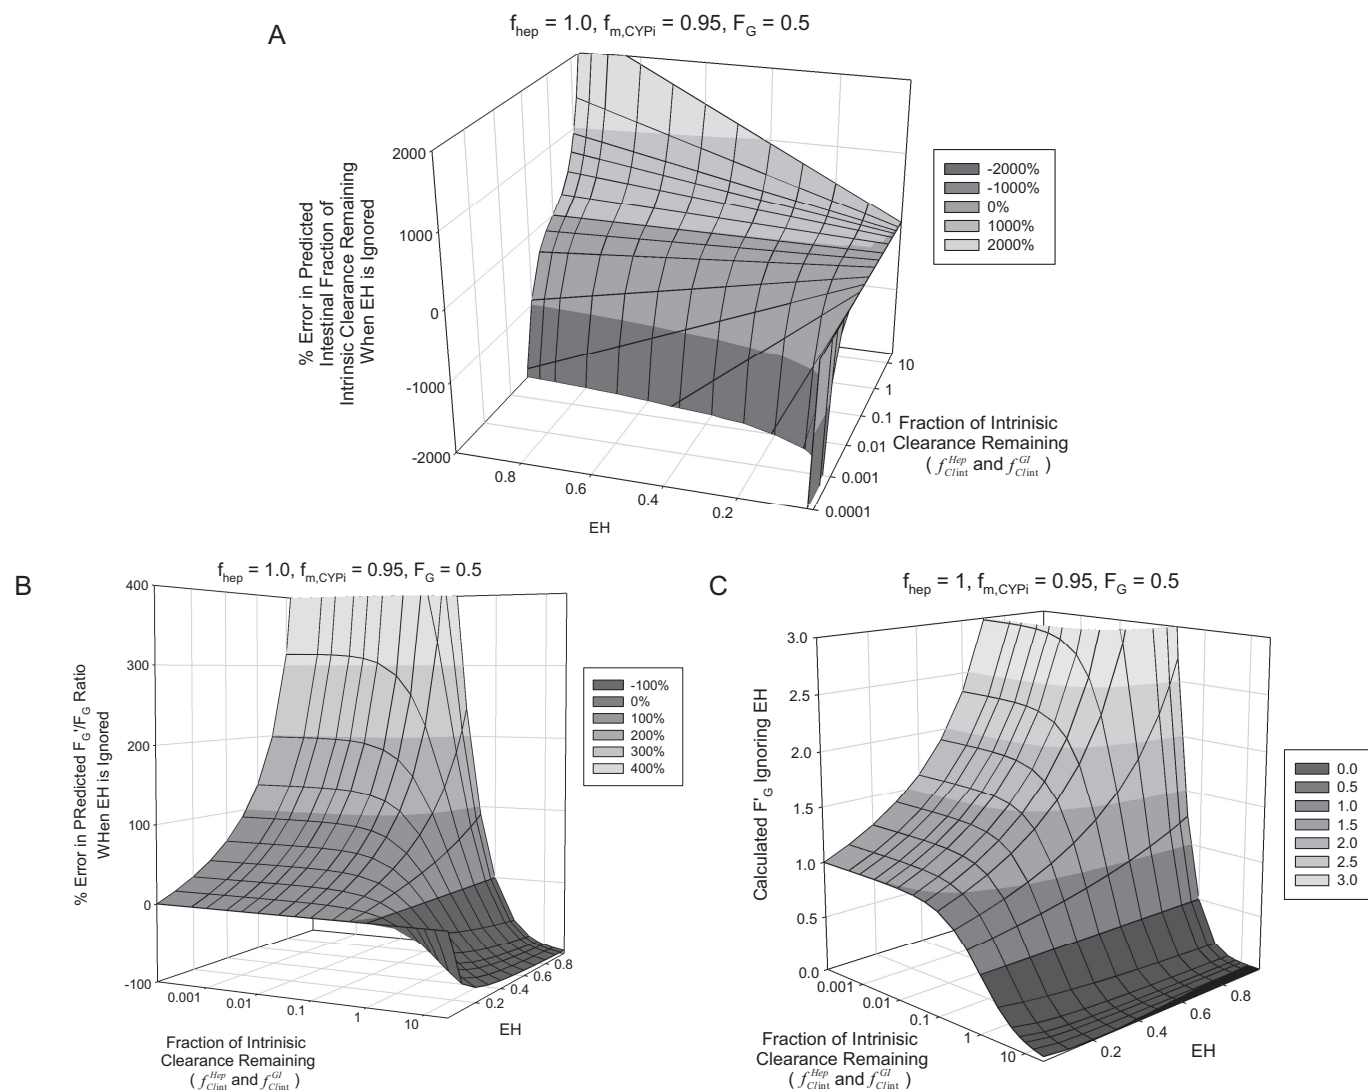 A
f_hep = 1.0, f_m,CYPi = 0.95, F_G = 0.5
% Error in Predicted
Intestinal Fraction of
Intrinsic Clearance Remaining
When EH is Ignored
2000
1000
0
-1000
-2000
0.8
0.6
0.4
0.2
EH
10
1
0.1
0.01
0.001
0.0001
Fraction of Intrinisic
Clearance Remaining
( f_Clint^Hep and f_Clint^GI )
-2000%
-1000%
0%
1000%
2000%
B
f_hep = 1.0, f_m,CYPi = 0.95, F_G = 0.5
% Error in PRedicted F_G'/F_G Ratio
WHen EH is Ignored
400
300
200
100
0
-100
0.001
0.01
0.1
1
10
Fraction of Intrinisic
Clearance Remaining
( f_Clint^Hep and f_Clint^GI )
0.2
0.4
0.6
0.8
EH
-100%
0%
100%
200%
300%
400%
C
f_hep = 1, f_m,CYPi = 0.95, F_G = 0.5
Calculated F'_G Ignoring EH
3.0
2.5
2.0
1.5
1.0
0.5
0.0
0.001
0.01
0.1
1
10
Fraction of Intrinisic
Clearance Remaining
( f_Clint^Hep and f_Clint^GI )
0.2
0.4
0.6
0.8
EH
0.0
0.5
1.0
1.5
2.0
2.5
3.0